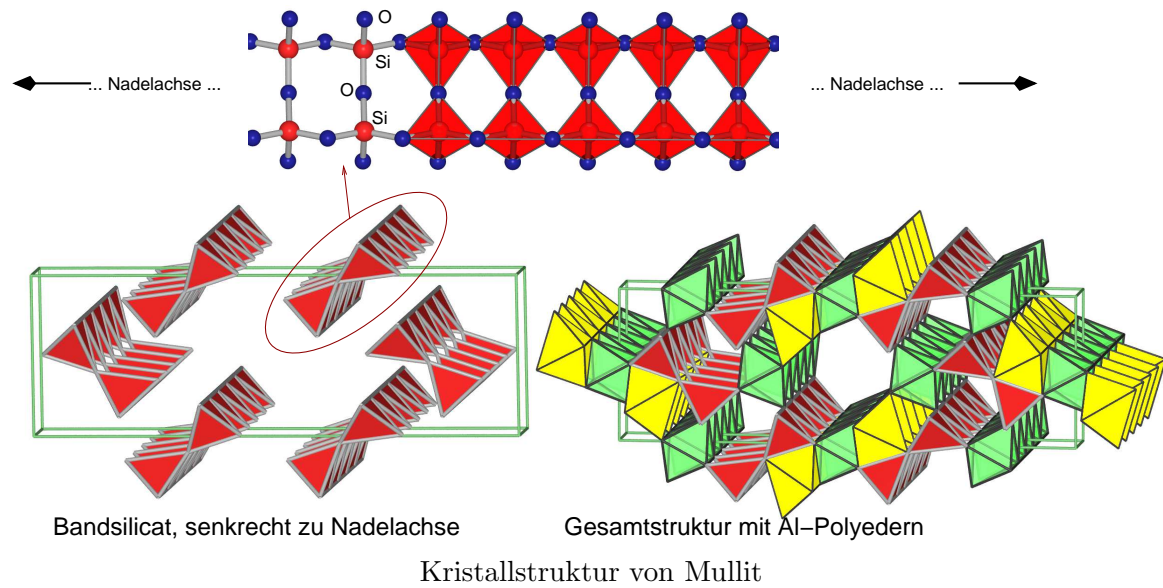 O
Si
... Nadelachse ...
... Nadelachse ...
O
Si
Bandsilicat, senkrecht zu Nadelachse
Gesamtstruktur mit Al−Polyedern
Kristallstruktur von Mullit